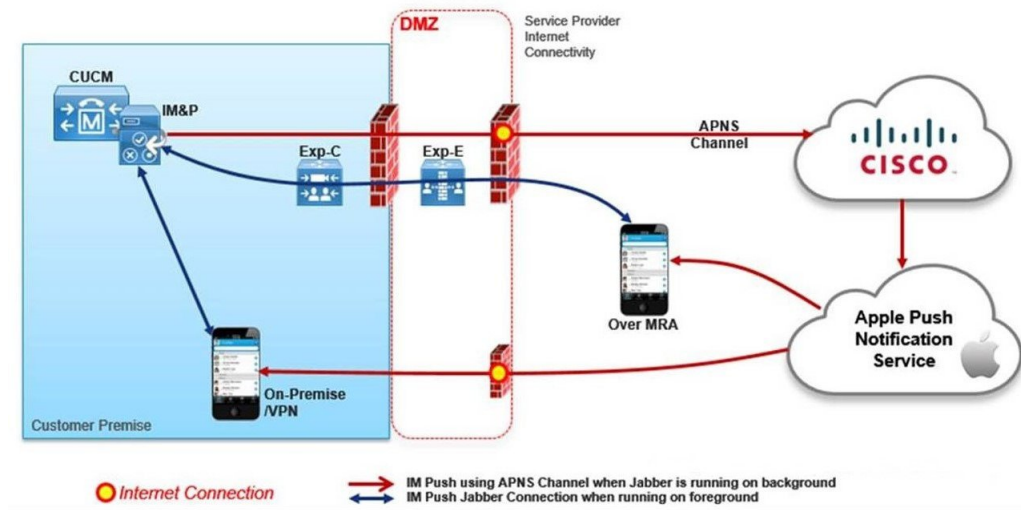 DMZ
Service Provider
Internet
Connectivity
CUCM
IM&P
M
Exp-C
Exp-E
APNS
Channel
CISCO
Over MRA
Apple Push
Notification
Service
On-Premise
/VPN
Customer Premise
Internet Connection
IM Push using APNS Channel when Jabber is running on background
IM Push Jabber Connection when running on foreground